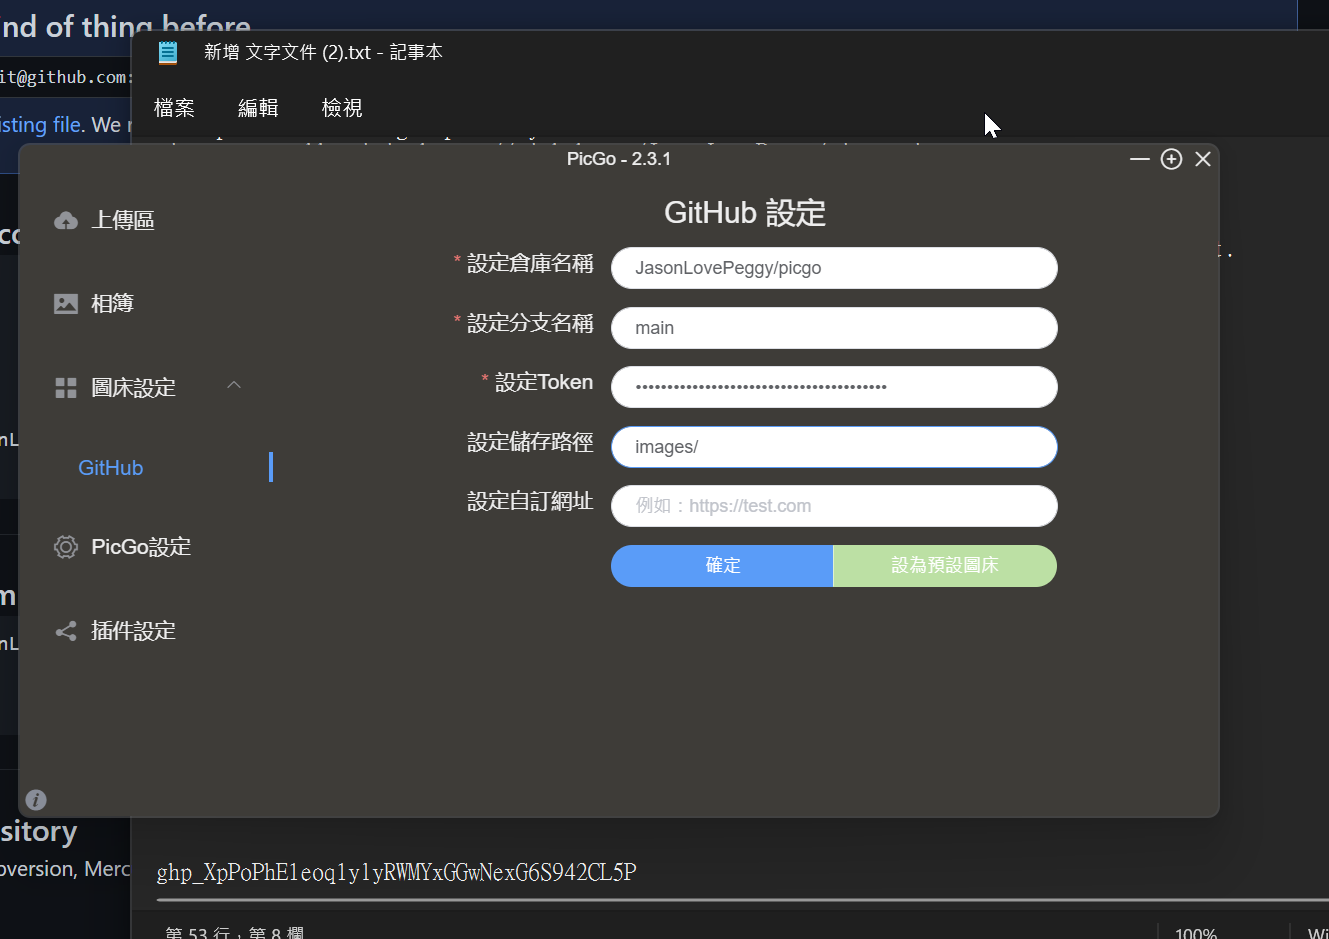 nd of thing before
新增 文字文件 (2).txt - 記事本
it@github.com:
檔案 編輯 檢視
isting file. We
PicGo - 2.3.1
上傳區
相簿
圖床設定
GitHub
PicGo設定
插件設定
GitHub 設定
* 設定倉庫名稱 JasonLovePeggy/picgo
* 設定分支名稱 main
* 設定Token ••••••••••••••••••••••••••••••••••••••••
設定儲存路徑 images/
設定自訂網址 例如：https://test.com
確定 設為預設圖床
sitory
version, Merc
第 53 行，第 8 欄 100% Wi